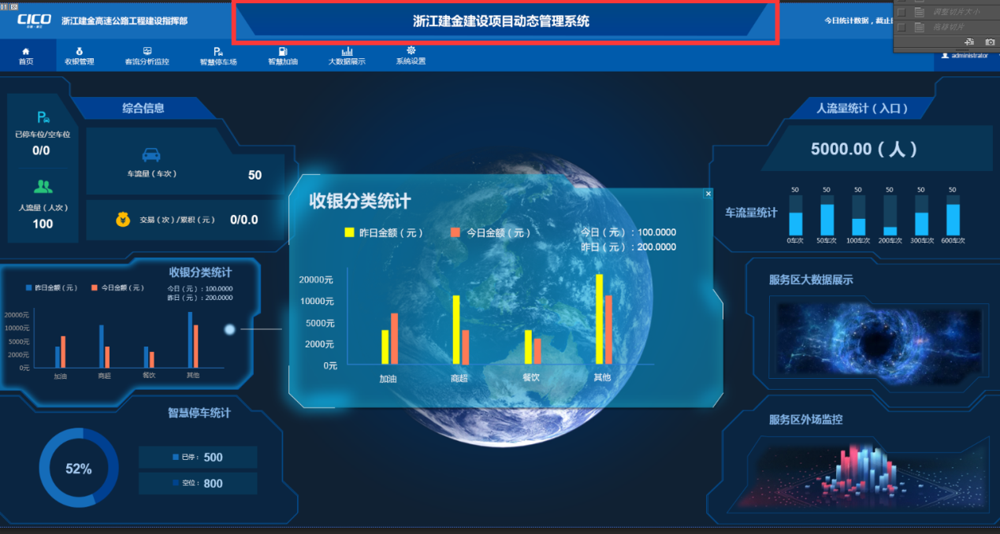 01
CICO
浙江建金高速公路工程建设指挥部
浙江建金建设项目动态管理系统
今日统计数据，截止
调整切片大小
拖移切片
首页
收银管理
客流分析监控
智慧停车场
智慧加油
大数据展示
系统设置
administrator
综合信息
已停车位/空车位
0/0
人流量（人次）
100
车流量（车次）
50
交易（次）/累积（元）
0/0.0
收银分类统计
昨日金额（元）
今日金额（元）
今日（元）：100.0000
昨日（元）：200.0000
20000元
10000元
5000元
2000元
0元
加油
商超
餐饮
其他
智慧停车统计
52%
已停：500
空位：800
收银分类统计
×
昨日金额（元）
今日金额（元）
今日（元）：100.0000
昨日（元）：200.0000
20000元
10000元
5000元
2000元
0元
加油
商超
餐饮
其他
人流量统计（入口）
5000.00（人）
车流量统计
50 50 50 50 50 50
0车次 50车次 100车次 200车次 300车次 600车次
服务区大数据展示
服务区外场监控